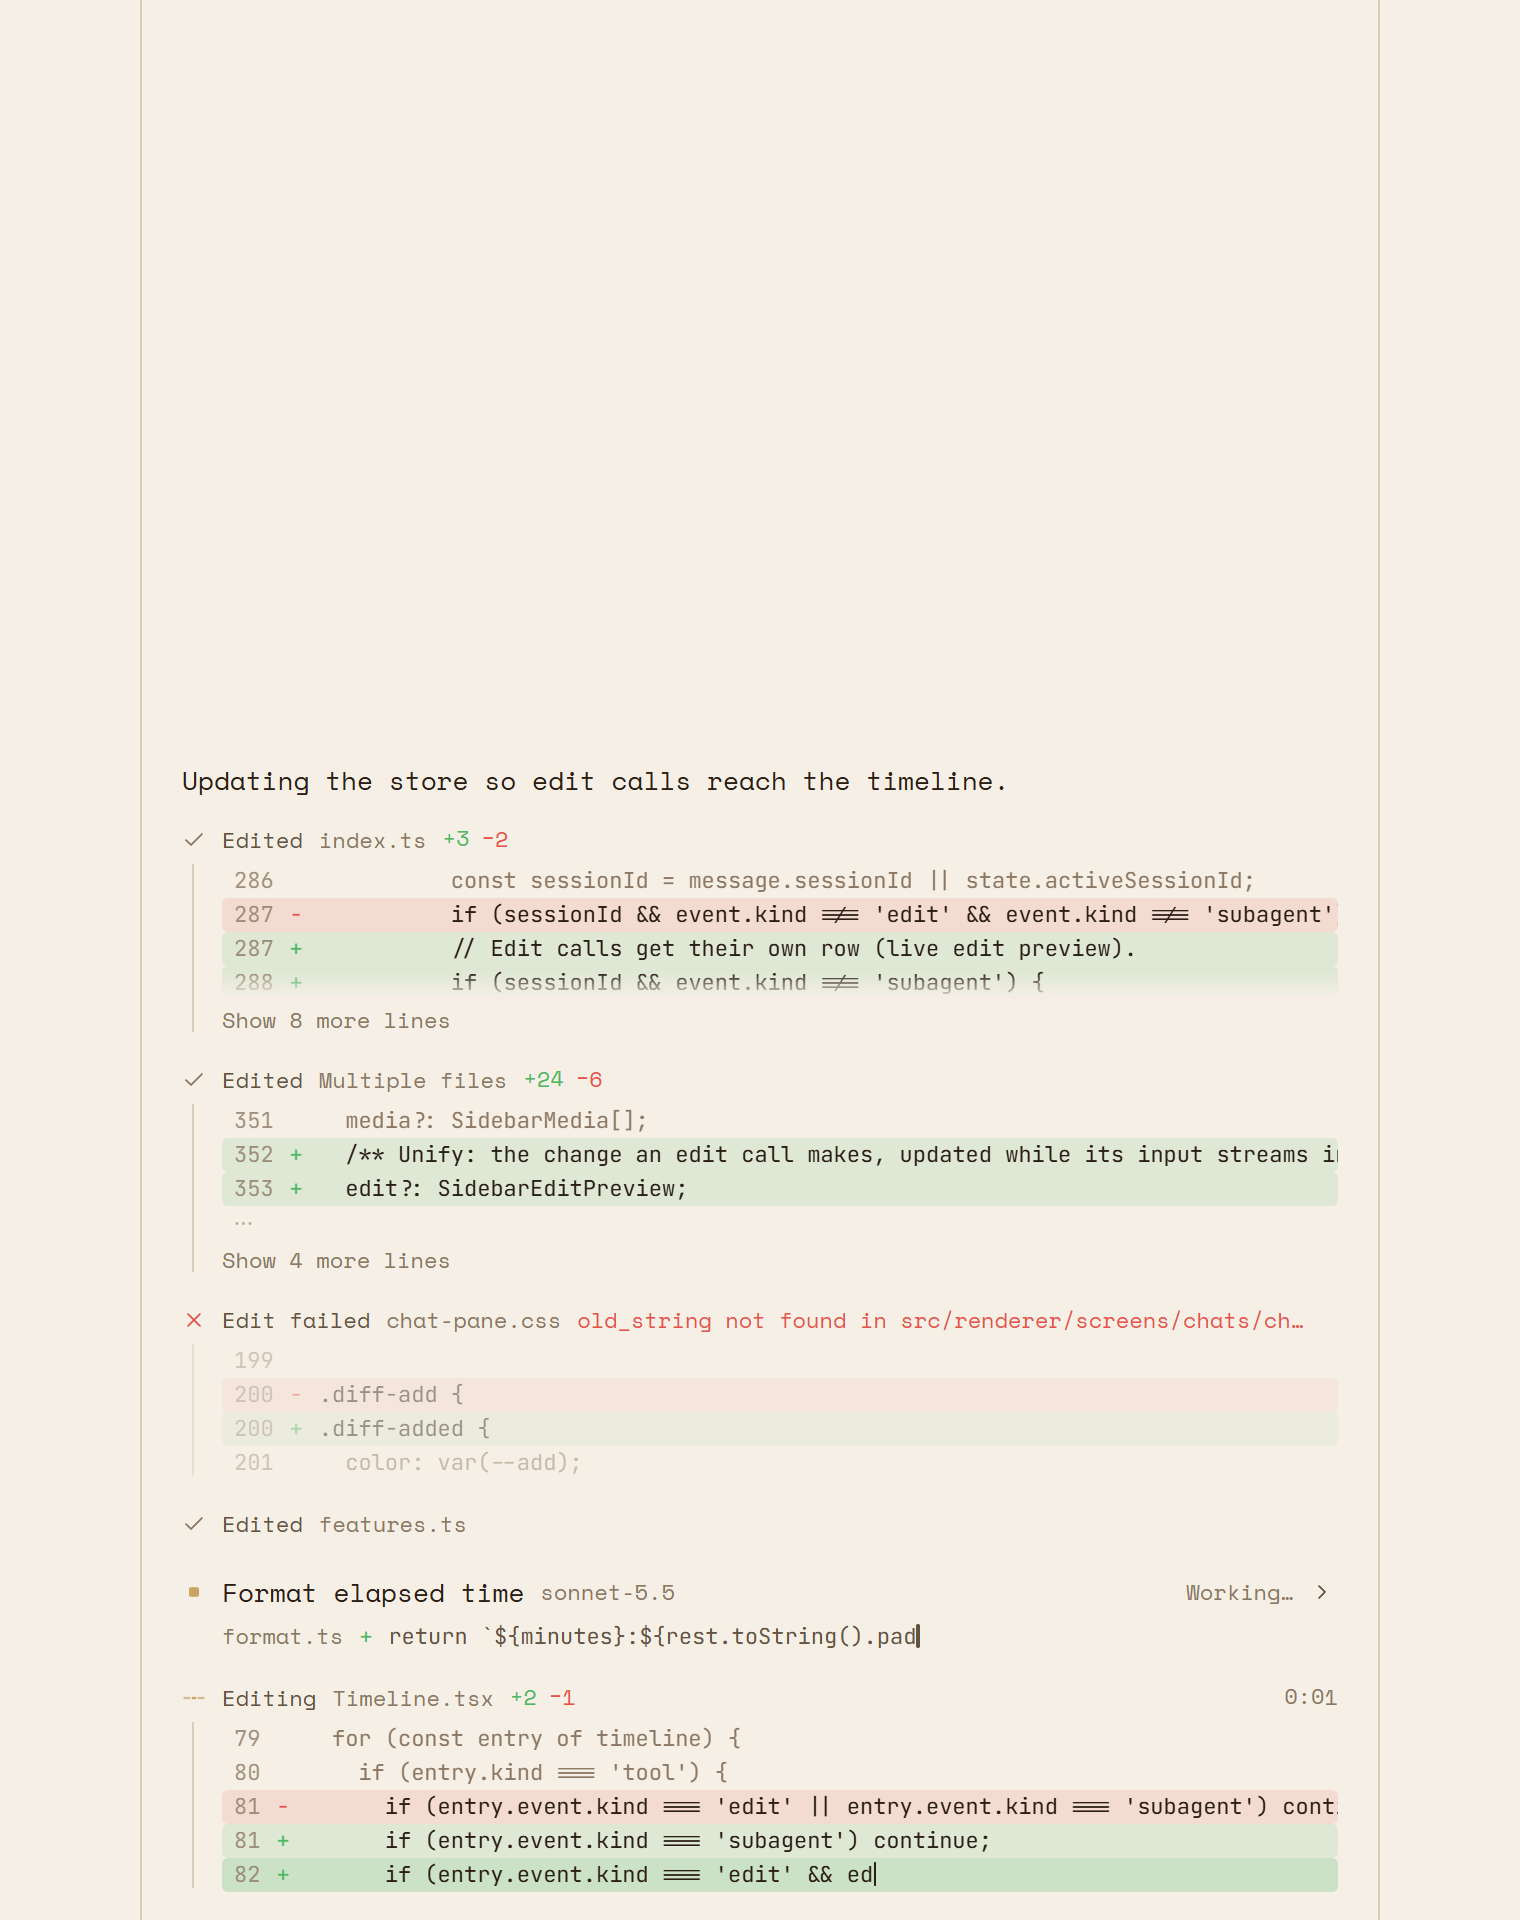 Updating the store so edit calls reach the timeline.
Edited index.ts +3 -2
286 const sessionId = message.sessionId || state.activeSessionId;
287 - if (sessionId && event.kind !== 'edit' && event.kind !== 'subagent'
287 + // Edit calls get their own row (live edit preview).
288 + if (sessionId && event.kind !== 'subagent') {
Show 8 more lines
Edited Multiple files +24 -6
351 media?: SidebarMedia[];
352 + /** Unify: the change an edit call makes, updated while its input streams in
353 + edit?: SidebarEditPreview;
…
Show 4 more lines
Edit failed chat-pane.css old_string not found in src/renderer/screens/chats/ch…
199
200 - .diff-add {
200 + .diff-added {
201 color: var(--add);
Edited features.ts
Format elapsed time sonnet-5.5 Working…
format.ts + return `${minutes}:${rest.toString().pad
Editing Timeline.tsx +2 -1 0:01
79 for (const entry of timeline) {
80 if (entry.kind === 'tool') {
81 - if (entry.event.kind === 'edit' || entry.event.kind === 'subagent') cont
81 + if (entry.event.kind === 'subagent') continue;
82 + if (entry.event.kind === 'edit' && ed